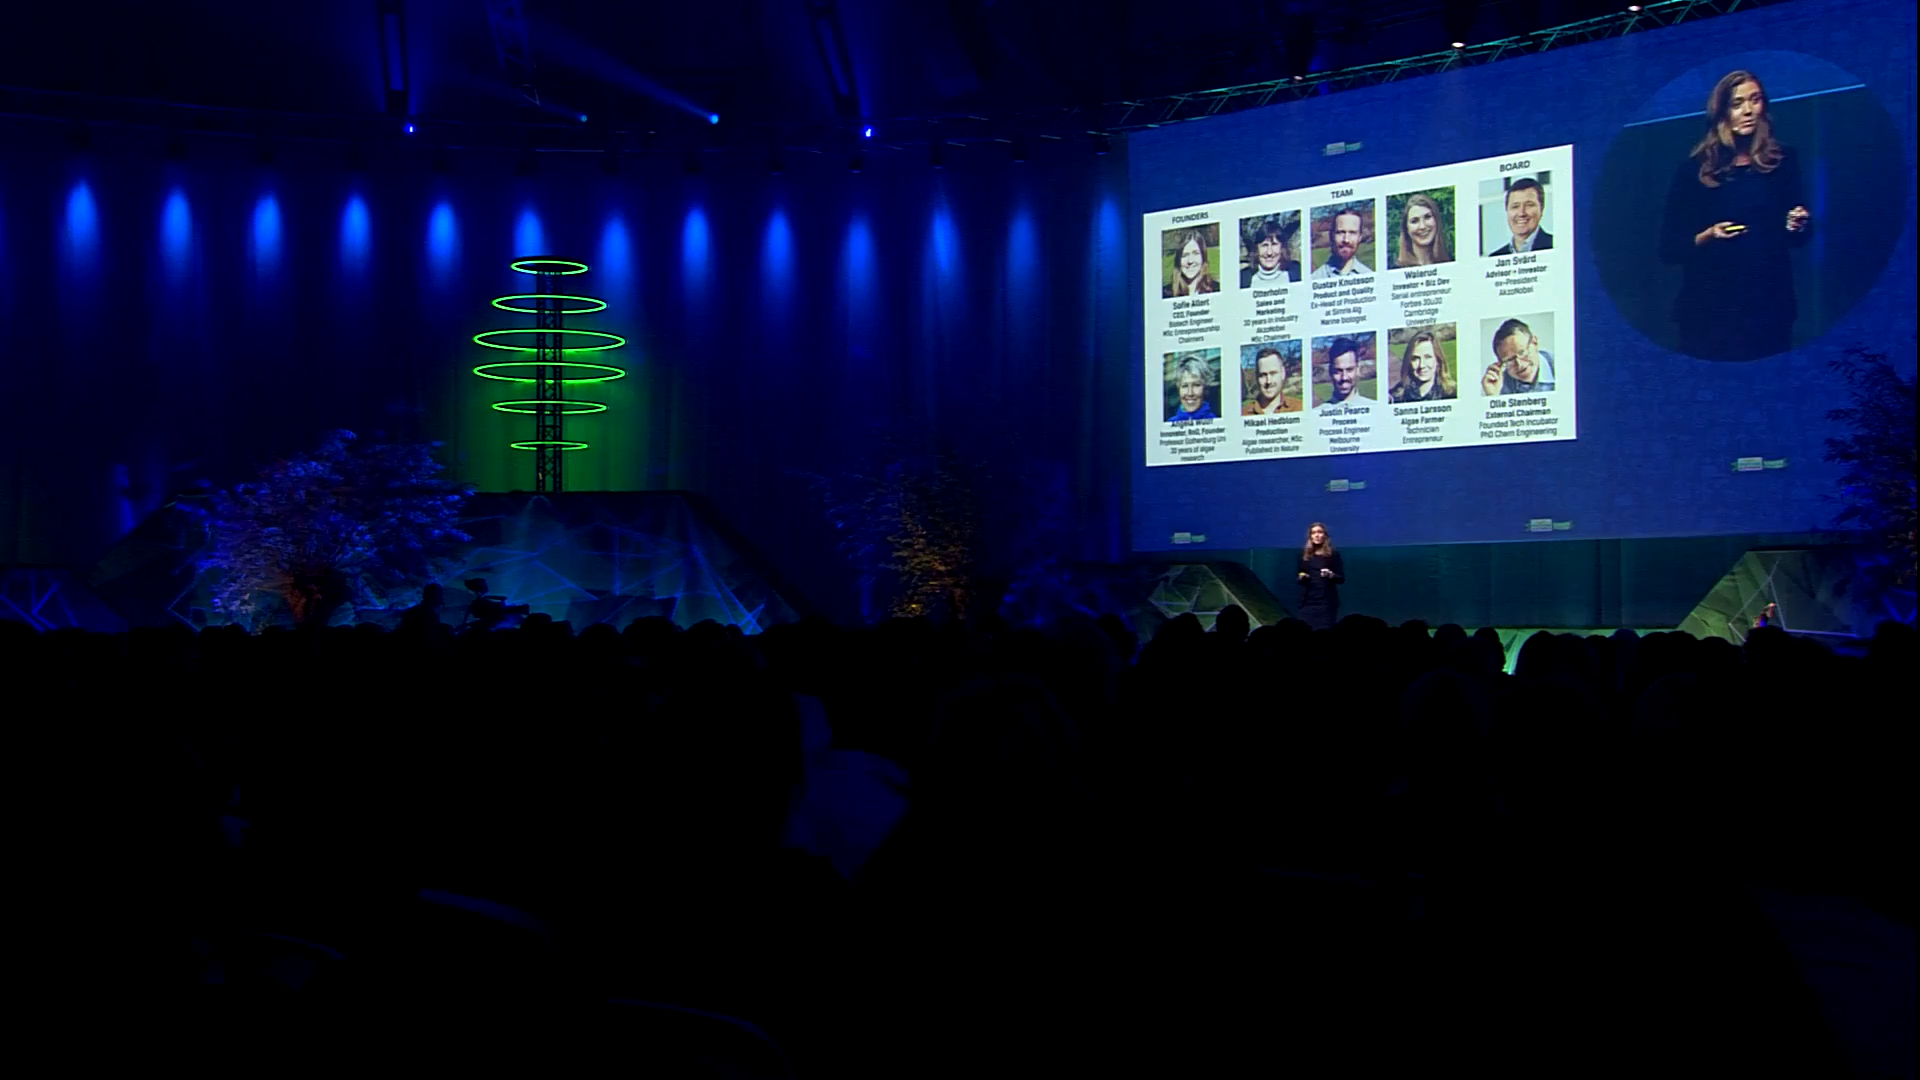 FOUNDERS
TEAM
BOARD
Sofie Allert
CEO, Founder
Biotech Engineer
MSc Entrepreneurship
Chalmers
Otterholm
Sales and
Marketing
30 years in industry
AkzoNobel
MSc Chalmers
Gustav Knutsson
Product and Quality
Ex-Head of Production
at Simris Alg
Marine biologist
Walerud
Investor + Biz Dev
Serial entrepreneur
Forbes 30u30
Cambridge
University
Jan Svärd
Advisor + Investor
ex-President
AkzoNobel
Angela Wulff
Innovator, RnD, Founder
Professor Gothenburg Uni
30 years of algae
research
Mikael Hedblom
Production
Algae researcher, MSc
Published in Nature
Justin Pearce
Process
Process Engineer
Melbourne
University
Sanna Larsson
Algae Farmer
Technician
Entrepreneur
Olle Stenberg
External Chairman
Founded Tech Incubator
PhD Chem Engineering